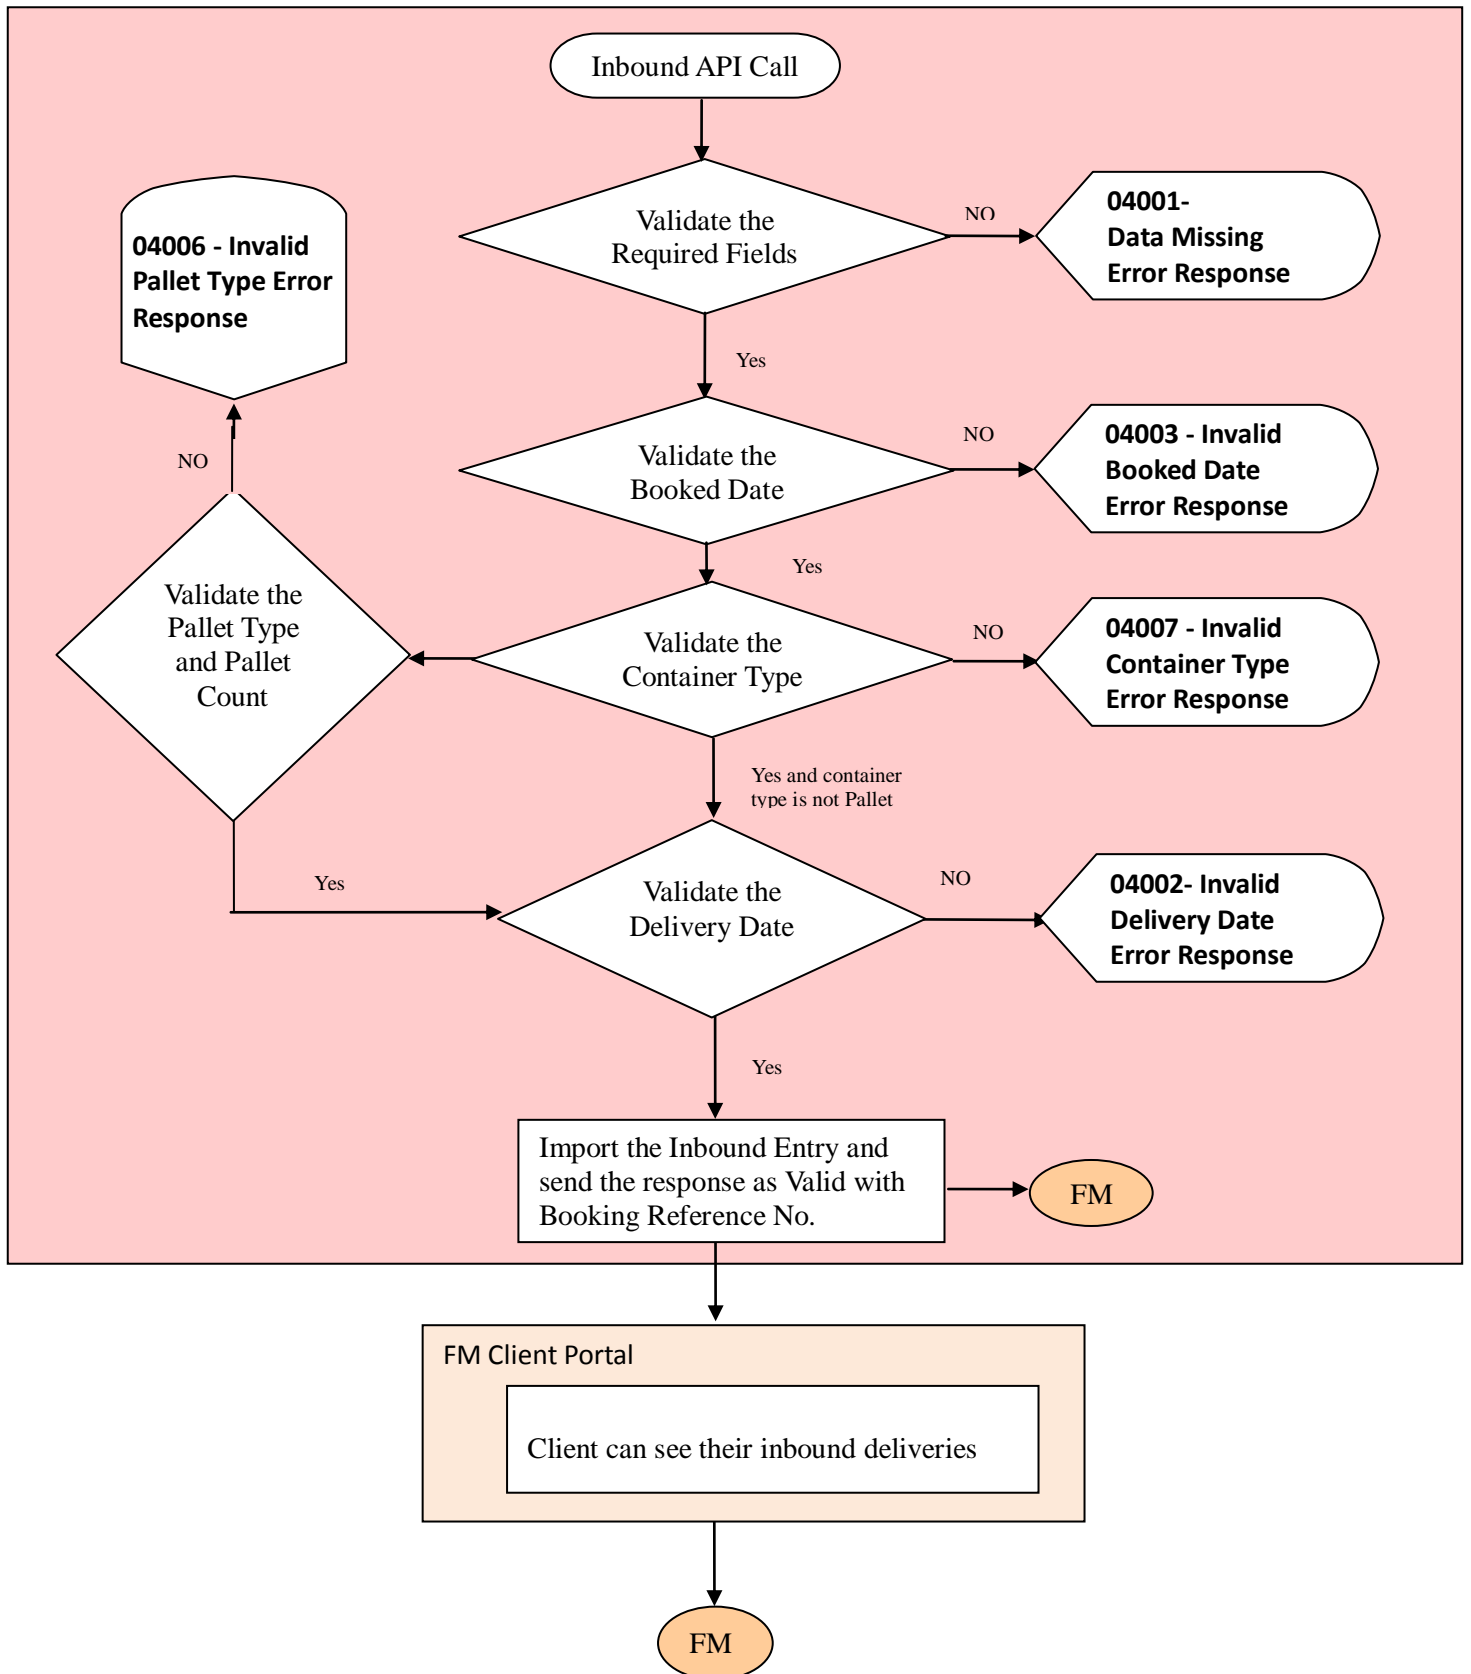 Inbound API Call
Validate the
Required Fields
NO
04001-
Data Missing
Error Response
04006 - Invalid
Pallet Type Error
Response
Yes
Validate the
Booked Date
NO
04003 - Invalid
Booked Date
Error Response
NO
Yes
Validate the
Pallet Type
and Pallet
Count
Validate the
Container Type
NO
04007 - Invalid
Container Type
Error Response
Yes and container
type is not Pallet
Yes
Validate the
Delivery Date
NO
04002- Invalid
Delivery Date
Error Response
Yes
Import the Inbound Entry and
send the response as Valid with
Booking Reference No.
FM
FM Client Portal
Client can see their inbound deliveries
FM